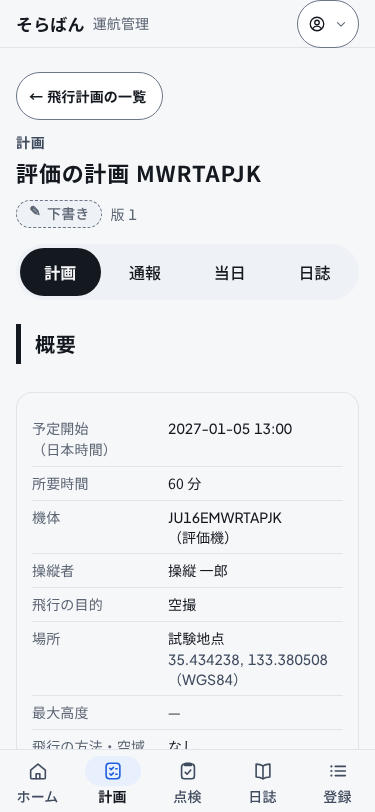 そらばん 運航管理
← 飛行計画の一覧
計画
評価の計画 MWRTAPJK
✎ 下書き 版 1
計画 通報 当日 日誌
概要
予定開始 2027-01-05 13:00
（日本時間）
所要時間 60 分
機体 JU16EMWRTAPJK
（評価機）
操縦者 操縦 一郎
飛行の目的 空撮
場所 試験地点
35.434238, 133.380508
（WGS84）
最大高度 —
飛行の方法・空域 なし
ホーム 計画 点検 日誌 登録